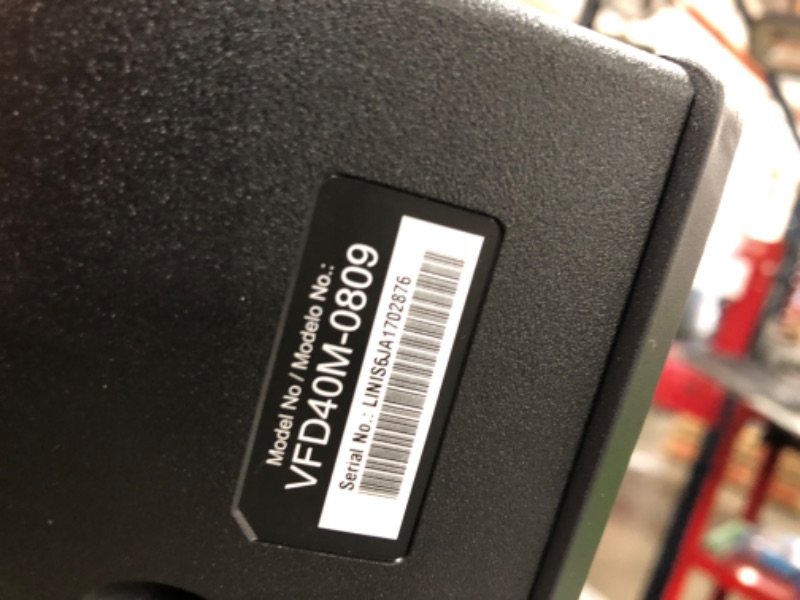 Model No / Modelo No.:
VFD40M-0809
Serial No.: LINIS6JA1702876